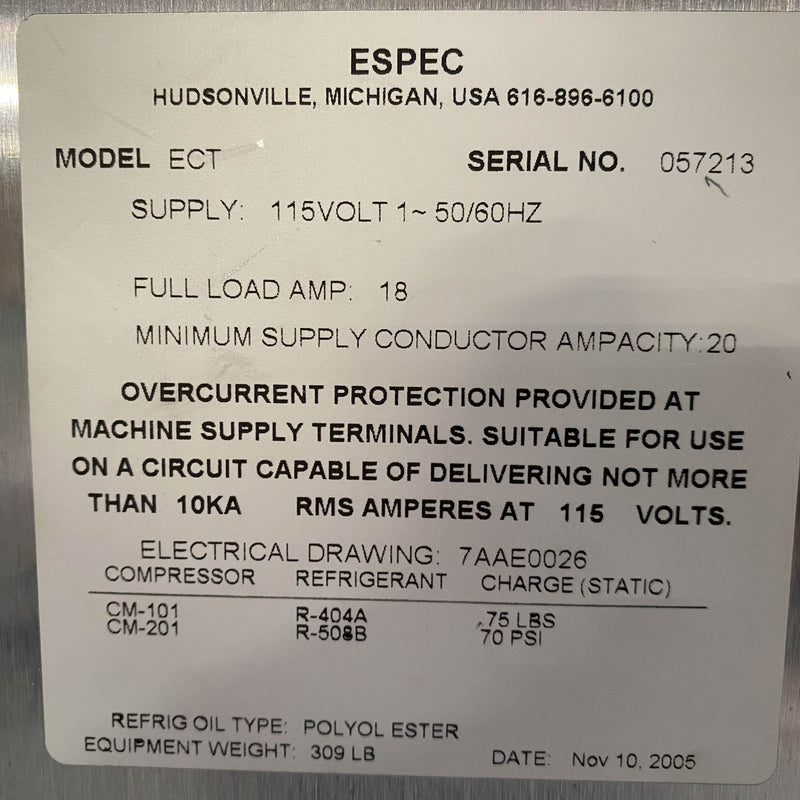 ESPEC
HUDSONVILLE, MICHIGAN, USA 616-896-6100
MODEL ECT SERIAL NO. 057213
SUPPLY: 115VOLT 1~ 50/60HZ
FULL LOAD AMP: 18
MINIMUM SUPPLY CONDUCTOR AMPACITY:20
OVERCURRENT PROTECTION PROVIDED AT
MACHINE SUPPLY TERMINALS. SUITABLE FOR USE
ON A CIRCUIT CAPABLE OF DELIVERING NOT MORE
THAN 10KA RMS AMPERES AT 115 VOLTS.
ELECTRICAL DRAWING: 7AAE0026
COMPRESSOR REFRIGERANT CHARGE (STATIC)
CM-101 R-404A .75 LBS
CM-201 R-508B 70 PSI
REFRIG OIL TYPE: POLYOL ESTER
EQUIPMENT WEIGHT: 309 LB DATE: Nov 10, 2005